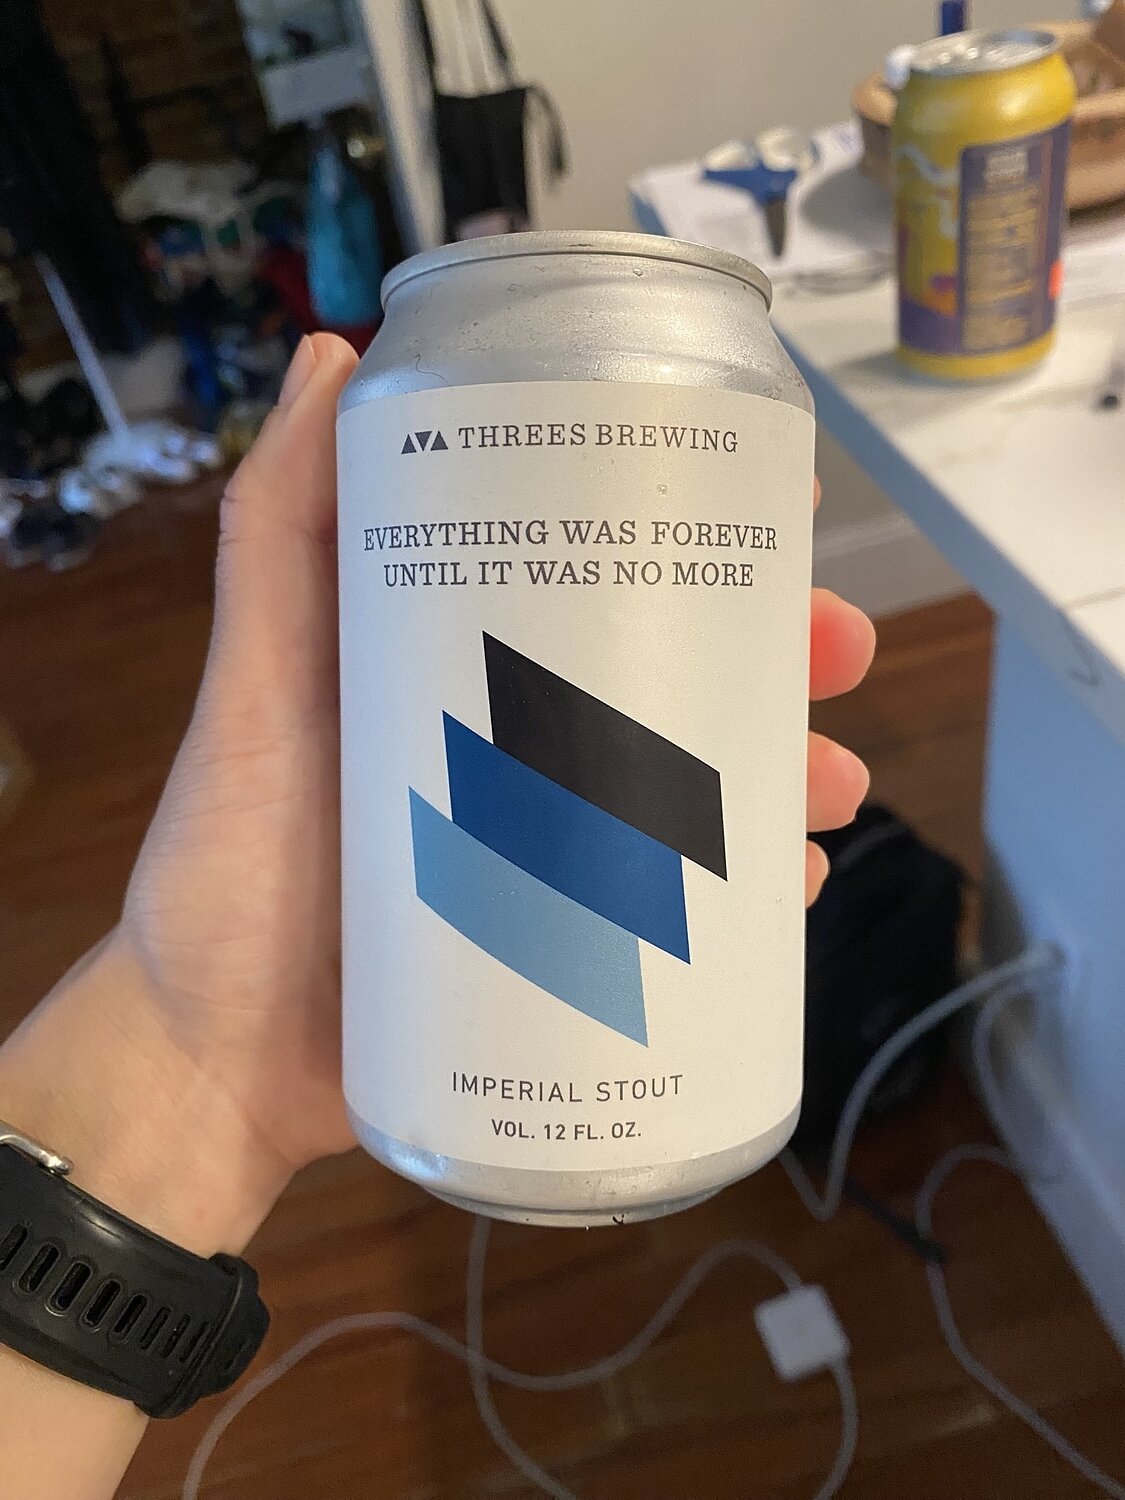 THREES BREWING
EVERYTHING WAS FOREVER
UNTIL IT WAS NO MORE
IMPERIAL STOUT
VOL. 12 FL. OZ.